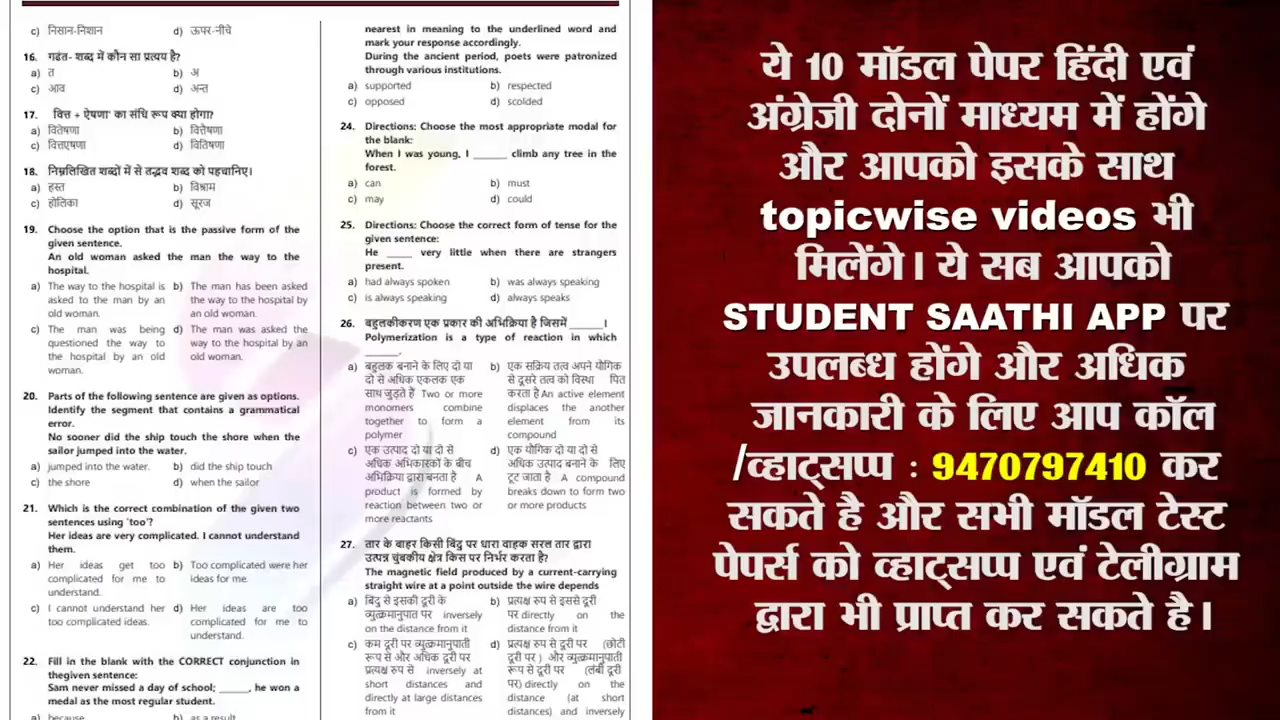 c) निसान-निशान d) ऊपर-नीचे
16. गढंत- शब्द में कौन सा प्रत्यय है?
a) त b) अ
c) आव d) अन्त
17. वित्त + ऐषणा' का संधि रूप क्या होगा?
a) वितेषणा b) वित्तेषणा
c) वित्तएषणा d) वितिषणा
18. निम्नलिखित शब्दों में से तद्भव शब्द को पहचानिए।
a) हस्त b) विश्राम
c) होलिका d) सूरज
19. Choose the option that is the passive form of the
given sentence.
An old woman asked the man the way to the
hospital.
a) The way to the hospital is
asked to the man by an
old woman.
b) The man has been asked
the way to the hospital by
an old woman.
c) The man was being
questioned the way to
the hospital by an old
woman.
d) The man was asked the
way to the hospital by an
old woman.
20. Parts of the following sentence are given as options.
Identify the segment that contains a grammatical
error.
No sooner did the ship touch the shore when the
sailor jumped into the water.
a) jumped into the water. b) did the ship touch
c) the shore d) when the sailor
21. Which is the correct combination of the given two
sentences using 'too'?
Her ideas are very complicated. I cannot understand
them.
a) Her ideas get too
complicated for me to
understand.
b) Too complicated were her
ideas for me.
c) I cannot understand her
too complicated ideas.
d) Her ideas are too
complicated for me to
understand.
22. Fill in the blank with the CORRECT conjunction in
thegiven sentence:
Sam never missed a day of school; _____, he won a
medal as the most regular student.
a) because b) as a result
nearest in meaning to the underlined word and
mark your response accordingly.
During the ancient period, poets were patronized
through various institutions.
a) supported b) respected
c) opposed d) scolded
24. Directions: Choose the most appropriate modal for
the blank:
When I was young, I ______ climb any tree in the
forest.
a) can b) must
c) may d) could
25. Directions: Choose the correct form of tense for the
given sentence:
He _____ very little when there are strangers
present.
a) had always spoken b) was always speaking
c) is always speaking d) always speaks
26. बहुलकीकरण एक प्रकार की अभिक्रिया है जिसमें ______।
Polymerization is a type of reaction in which
______.
a) बहुलक बनाने के लिए दो या
दो से अधिक एकलक एक
साथ जुड़ते हैं Two or more
monomers combine
together to form a
polymer
b) एक सक्रिय तत्व अपने यौगिक
से दूसरे तत्व को विस्था पित
करता है An active element
displaces the another
element from its
compound
c) एक उत्पाद दो या दो से
अधिक अभिकारकों के बीच
अभिक्रिया द्वारा बनता है A
product is formed by
reaction between two or
more reactants
d) एक यौगिक दो या दो से
अधिक उत्पाद बनाने के लिए
टूट जाता है A compound
breaks down to form two
or more products
27. तार के बाहर किसी बिंदु पर धारा वाहक सरल तार द्वारा
उत्पन्न चुंबकीय क्षेत्र किस पर निर्भर करता है?
The magnetic field produced by a current-carrying
straight wire at a point outside the wire depends
a) बिंदु से इसकी दूरी के
व्युत्क्रमानुपात पर inversely
on the distance from it
b) प्रत्यक्ष रुप से इससे दूरी
पर directly on the
distance from it
c) कम दूरी पर व्युत्क्रमानुपाती
रूप से और अधिक दूरी पर
प्रत्यक्ष रुप से inversely at
short distances and
directly at large distances
from it
d) प्रत्यक्ष रुप से दूरी पर (छोटी
दूरी पर ) और व्युत्क्रमानुपाती
रूप से दूरी पर (लंबी दूरी
पर) directly on the
distance (at short
distances) and inversely
ये 10 मॉडल पेपर हिंदी एवं
अंग्रेजी दोनों माध्यम में होंगे
और आपको इसके साथ
topicwise videos भी
मिलेंगे। ये सब आपको
STUDENT SAATHI APP पर
उपलब्ध होंगे और अधिक
जानकारी के लिए आप कॉल
/व्हाट्सप्प : 9470797410 कर
सकते है और सभी मॉडल टेस्ट
पेपर्स को व्हाट्सप्प एवं टेलीग्राम
द्वारा भी प्राप्त कर सकते है।